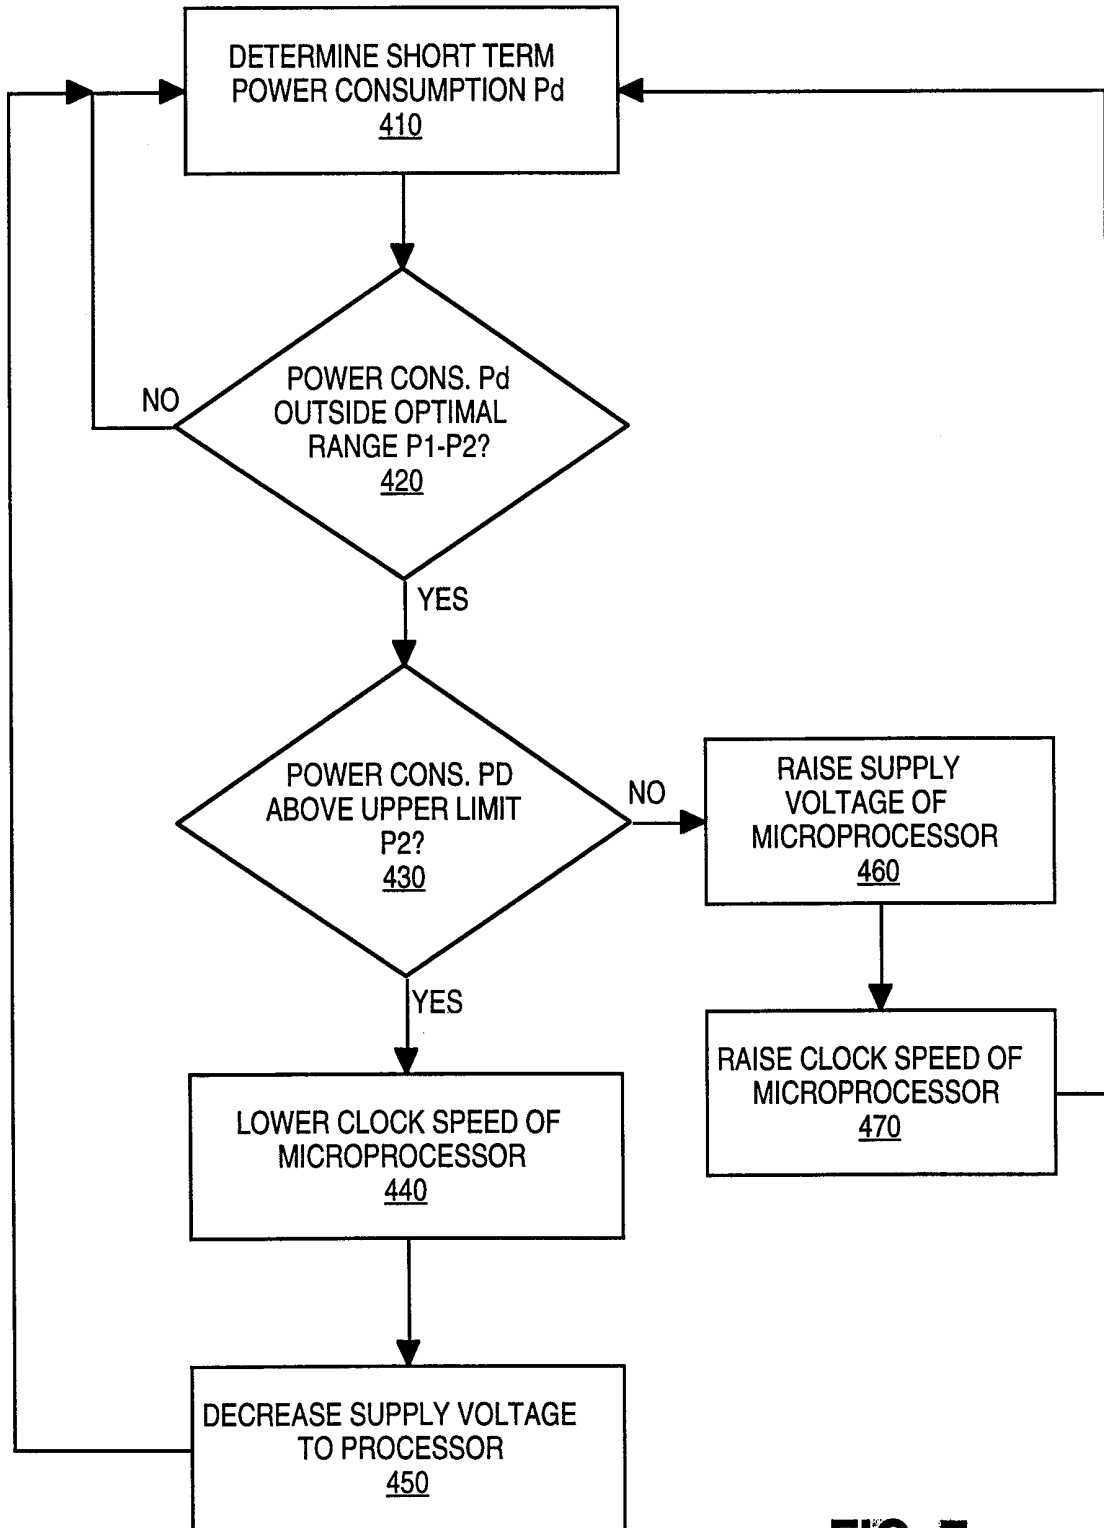 DETERMINE SHORT TERM
POWER CONSUMPTION Pd
410
POWER CONS. Pd
OUTSIDE OPTIMAL
RANGE P1-P2?
420
NO
YES
POWER CONS. PD
ABOVE UPPER LIMIT
P2?
430
NO
RAISE SUPPLY
VOLTAGE OF
MICROPROCESSOR
460
YES
RAISE CLOCK SPEED OF
MICROPROCESSOR
470
LOWER CLOCK SPEED OF
MICROPROCESSOR
440
DECREASE SUPPLY VOLTAGE
TO PROCESSOR
450